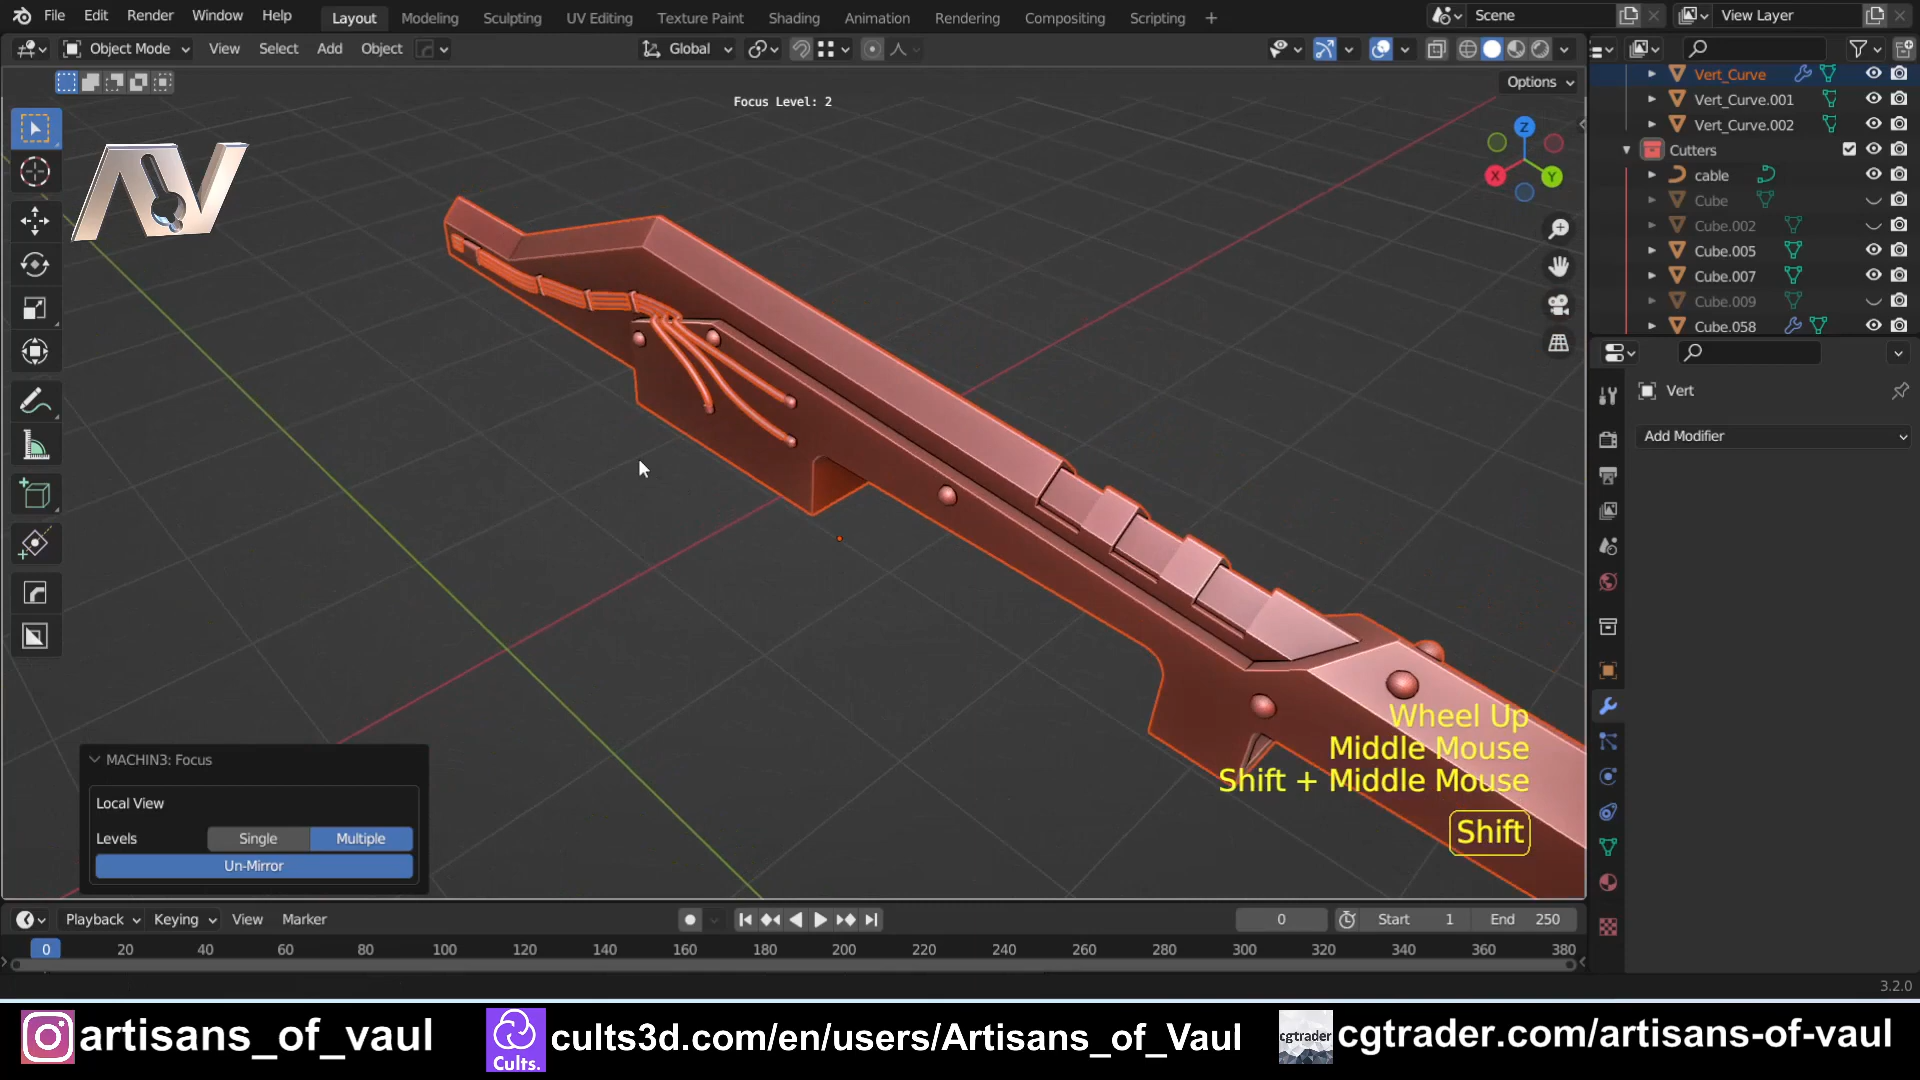 File Edit Render Window Help Layout Modeling Sculpting UV Editing Texture Paint Shading Animation Rendering Compositing Scripting + Scene View Layer
Object Mode View Select Add Object Global
Options
Focus Level: 2
Z
X
Y
AV
Vert_Curve
Vert_Curve.001
Vert_Curve.002
Cutters
cable
Cube
Cube.002
Cube.005
Cube.007
Cube.009
Cube.058
Vert
Add Modifier
Wheel Up
Middle Mouse
Shift + Middle Mouse
Shift
MACHIN3: Focus
Local View
Levels Single Multiple
Un-Mirror
Playback Keying View Marker 0 Start 1 End 250
0 20 40 60 80 100 120 140 160 180 200 220 240 260 280 300 320 340 360 380
3.2.0
artisans_of_vaul
Cults.
cults3d.com/en/users/Artisans_of_Vaul
cgtrader
cgtrader.com/artisans-of-vaul